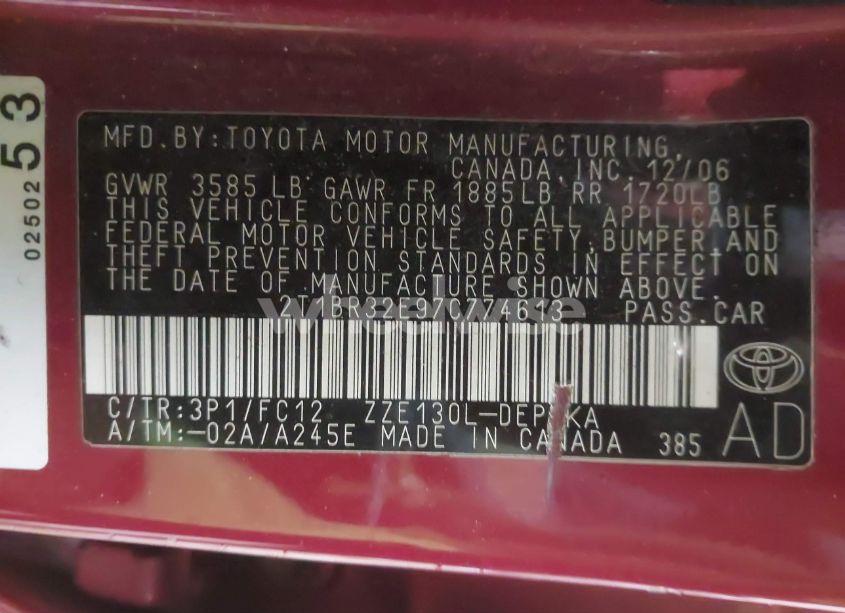 53
02502
MFD.BY:TOYOTA MOTOR MANUFACTURING,
CANADA,INC. 12/06
GVWR 3585 LB GAWR FR 1885LB RR 1720LB
THIS VEHICLE CONFORMS TO ALL APPLICABLE
FEDERAL MOTOR VEHICLE SAFETY,BUMPER,AND
THEFT PREVENTION STANDARDS IN EFFECT ON
THE DATE OF MANUFACTURE SHOWN ABOVE.
PASS.CAR
wheelwise
C/TR:3P1/FC12
A/TM:-02A/A245E MADE IN CANADA 385
AD